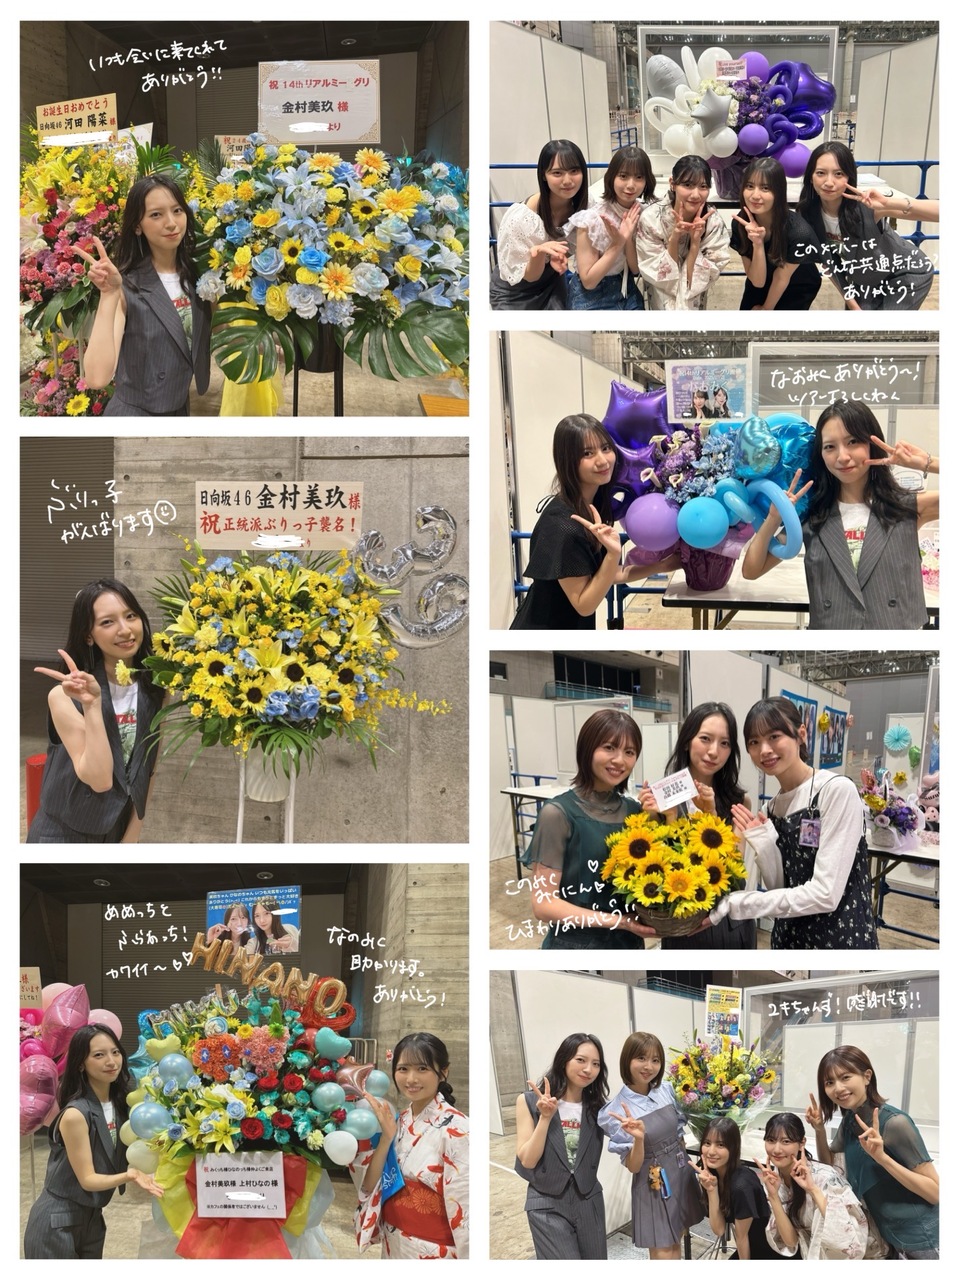 いつも会いに来てくれて
ありがとう!!
お誕生日おめでとう
日向坂46 河田 陽菜 様
祝 14thリアルミー グリ
金村美玖 様
より
このメンバーは
どんな共通点だろう?
ありがとう!
なおみくありがとう〜!
ツアーよろしくねん
ぶりっ子
がんばります
日向坂46 金村美玖様
祝 正統派ぶりっ子襲名!
り
36
このみく
みくにん
ひまわりありがとう!!
めめっちと
ふらわっち!
カワイイ〜
なのみく
助かります。
ありがとう!
HINANO
金村美玖様 上村ひなの 様
ユキちゃんず! 感謝です!!